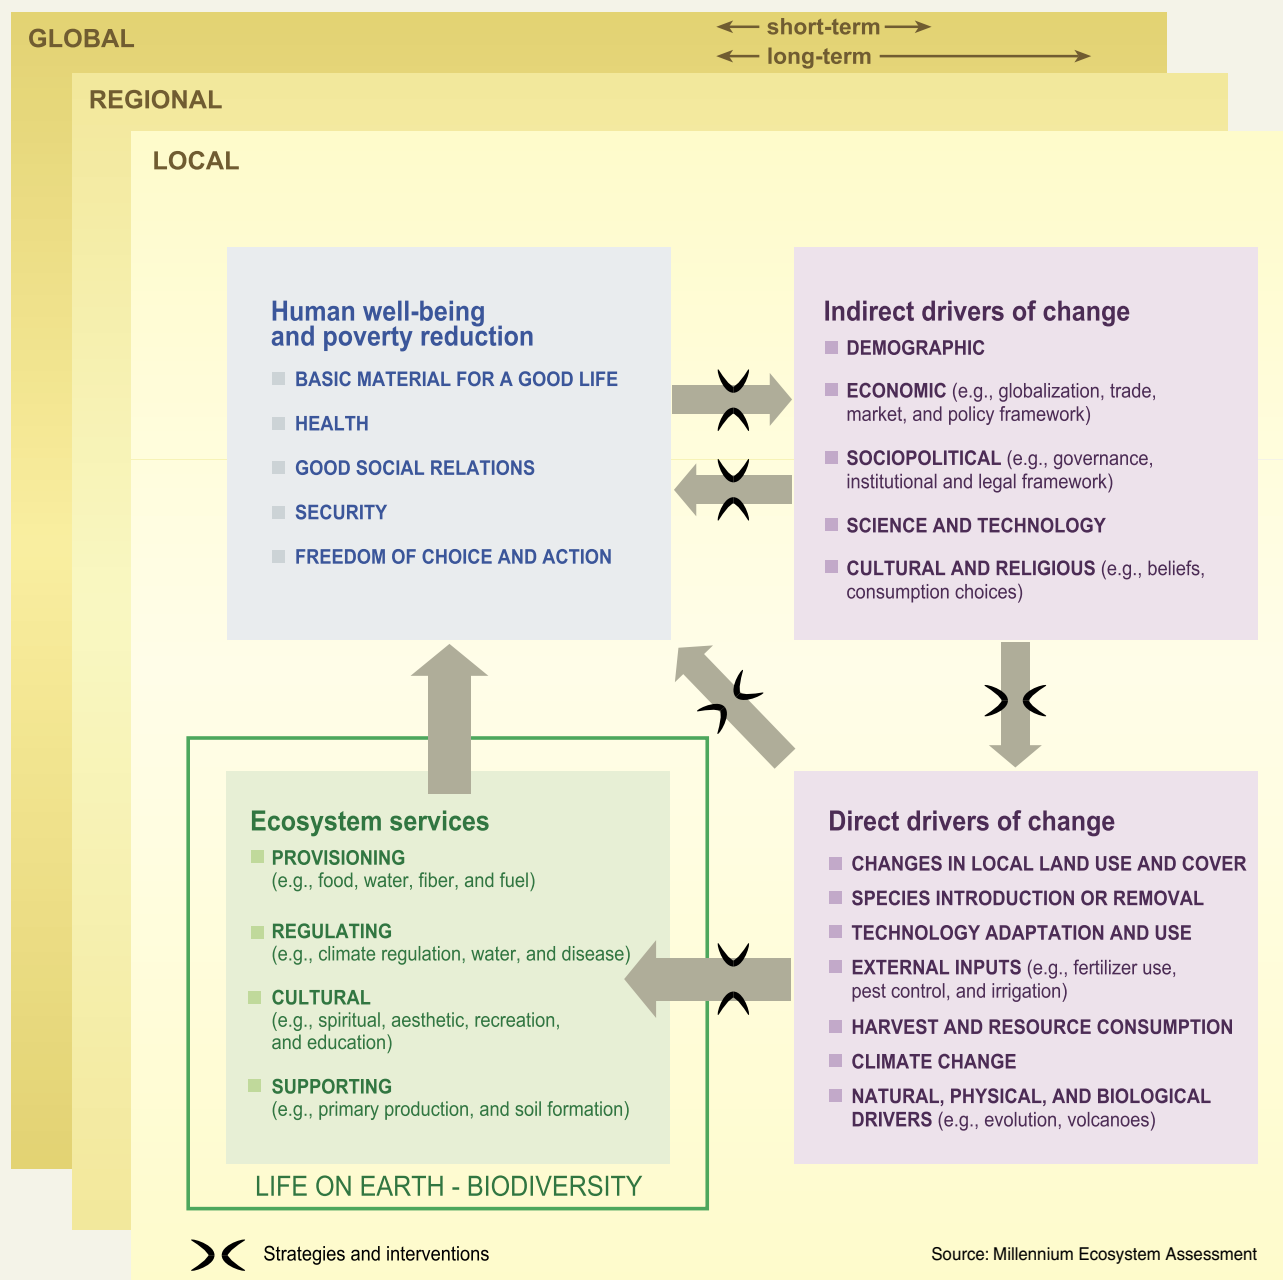 GLOBAL
short-term
long-term
REGIONAL
LOCAL
Human well-being
and poverty reduction
BASIC MATERIAL FOR A GOOD LIFE
HEALTH
GOOD SOCIAL RELATIONS
SECURITY
FREEDOM OF CHOICE AND ACTION
Indirect drivers of change
DEMOGRAPHIC
ECONOMIC (e.g., globalization, trade,
market, and policy framework)
SOCIOPOLITICAL (e.g., governance,
institutional and legal framework)
SCIENCE AND TECHNOLOGY
CULTURAL AND RELIGIOUS (e.g., beliefs,
consumption choices)
Ecosystem services
PROVISIONING
(e.g., food, water, fiber, and fuel)
REGULATING
(e.g., climate regulation, water, and disease)
CULTURAL
(e.g., spiritual, aesthetic, recreation,
and education)
SUPPORTING
(e.g., primary production, and soil formation)
LIFE ON EARTH - BIODIVERSITY
Direct drivers of change
CHANGES IN LOCAL LAND USE AND COVER
SPECIES INTRODUCTION OR REMOVAL
TECHNOLOGY ADAPTATION AND USE
EXTERNAL INPUTS (e.g., fertilizer use,
pest control, and irrigation)
HARVEST AND RESOURCE CONSUMPTION
CLIMATE CHANGE
NATURAL, PHYSICAL, AND BIOLOGICAL
DRIVERS (e.g., evolution, volcanoes)
Strategies and interventions
Source: Millennium Ecosystem Assessment